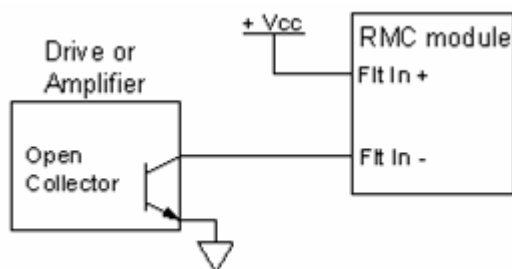 + Vcc
RMC module
Drive or
Amplifier
Flt In +
Open
Collector
Flt In -